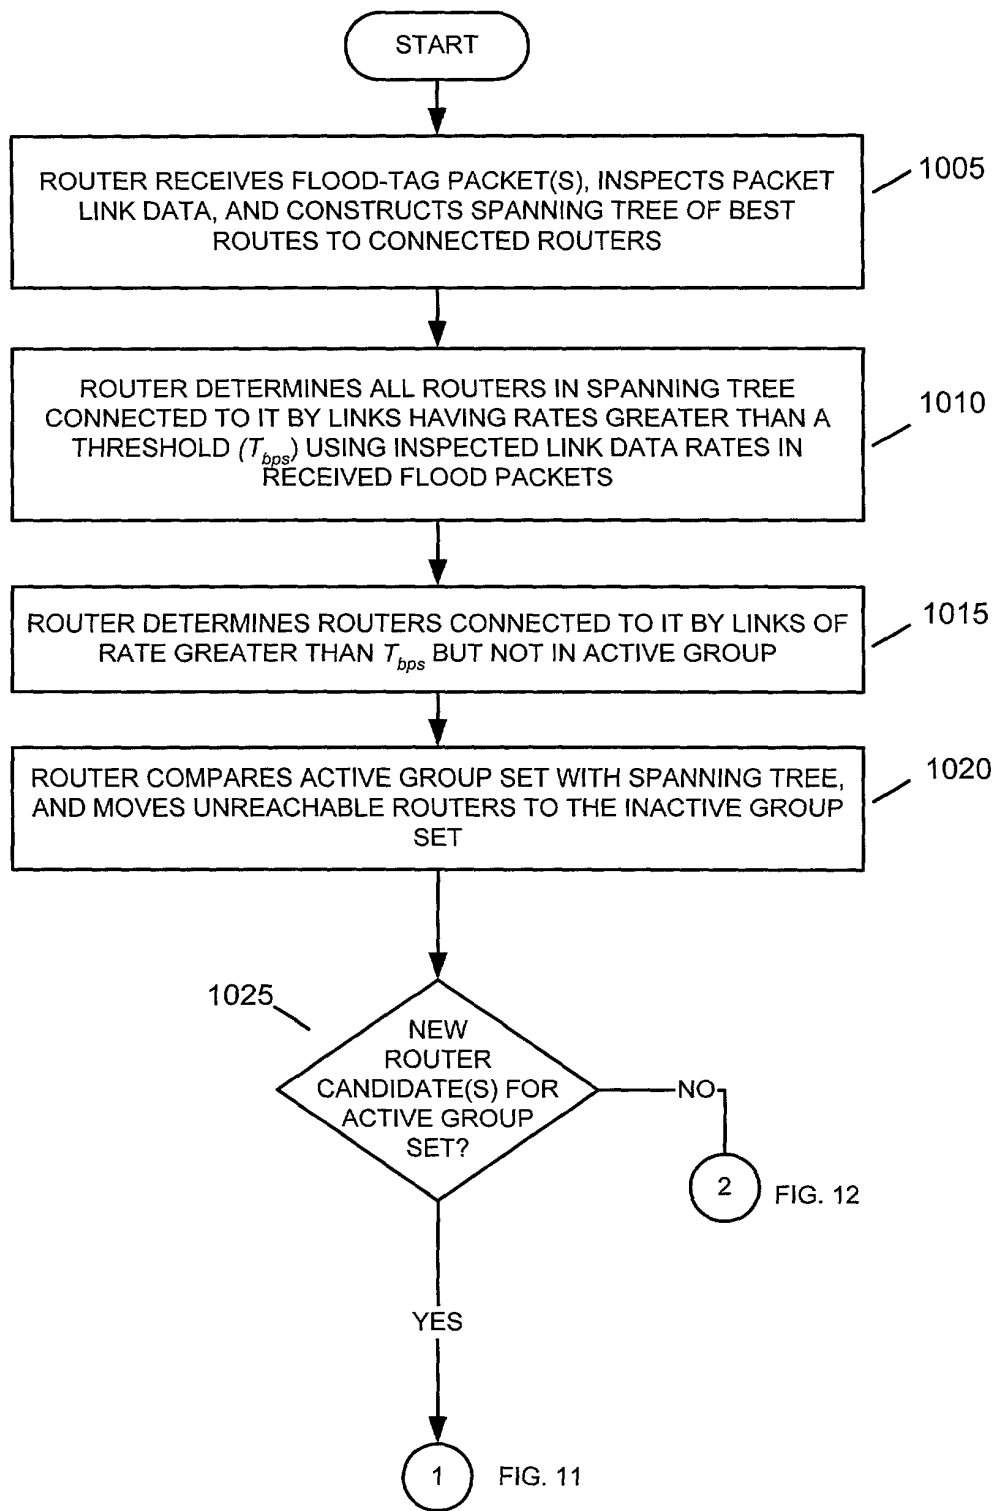 START
ROUTER RECEIVES FLOOD-TAG PACKET(S), INSPECTS PACKET
LINK DATA, AND CONSTRUCTS SPANNING TREE OF BEST
ROUTES TO CONNECTED ROUTERS
1005
ROUTER DETERMINES ALL ROUTERS IN SPANNING TREE
CONNECTED TO IT BY LINKS HAVING RATES GREATER THAN A
THRESHOLD (T_bps) USING INSPECTED LINK DATA RATES IN
RECEIVED FLOOD PACKETS
1010
ROUTER DETERMINES ROUTERS CONNECTED TO IT BY LINKS OF
RATE GREATER THAN T_bps BUT NOT IN ACTIVE GROUP
1015
ROUTER COMPARES ACTIVE GROUP SET WITH SPANNING TREE,
AND MOVES UNREACHABLE ROUTERS TO THE INACTIVE GROUP
SET
1020
1025
NEW
ROUTER
CANDIDATE(S) FOR
ACTIVE GROUP
SET?
NO
2
FIG. 12
YES
1
FIG. 11